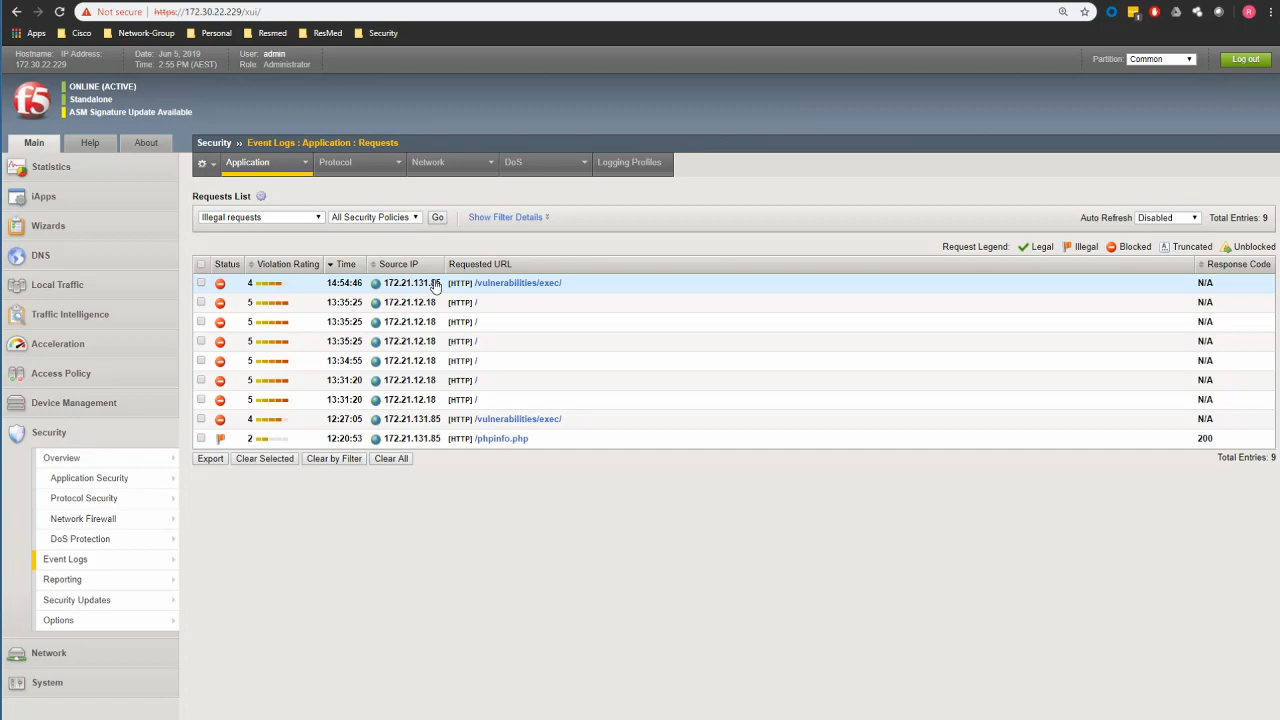 Not secure | https://172.30.22.229/xui/
Apps Cisco Network-Group Personal Resmed ResMed Security
Hostname: IP Address: Date: Jun 5, 2019 User: admin
172.30.22.229 Time: 2:55 PM (AEST) Role: Administrator
Partition: Common Log out
f5
ONLINE (ACTIVE)
Standalone
ASM Signature Update Available
Main Help About
Security ›› Event Logs : Application : Requests
Application Protocol Network DoS Logging Profiles
Statistics
iApps
Wizards
DNS
Local Traffic
Traffic Intelligence
Acceleration
Access Policy
Device Management
Security
Overview
Application Security
Protocol Security
Network Firewall
DoS Protection
Event Logs
Reporting
Security Updates
Options
Network
System
Requests List
Illegal requests All Security Policies Go Show Filter Details Auto Refresh Disabled Total Entries: 9
Request Legend: Legal Illegal Blocked Truncated Unblocked
Status Violation Rating Time Source IP Requested URL Response Code
4 14:54:46 172.21.131. [HTTP] /vulnerabilities/exec/ N/A
5 13:35:25 172.21.12.18 [HTTP] / N/A
5 13:35:25 172.21.12.18 [HTTP] / N/A
5 13:35:25 172.21.12.18 [HTTP] / N/A
5 13:34:55 172.21.12.18 [HTTP] / N/A
5 13:31:20 172.21.12.18 [HTTP] / N/A
5 13:31:20 172.21.12.18 [HTTP] / N/A
4 12:27:05 172.21.131.85 [HTTP] /vulnerabilities/exec/ N/A
2 12:20:53 172.21.131.85 [HTTP] /phpinfo.php 200
Export Clear Selected Clear by Filter Clear All Total Entries: 9